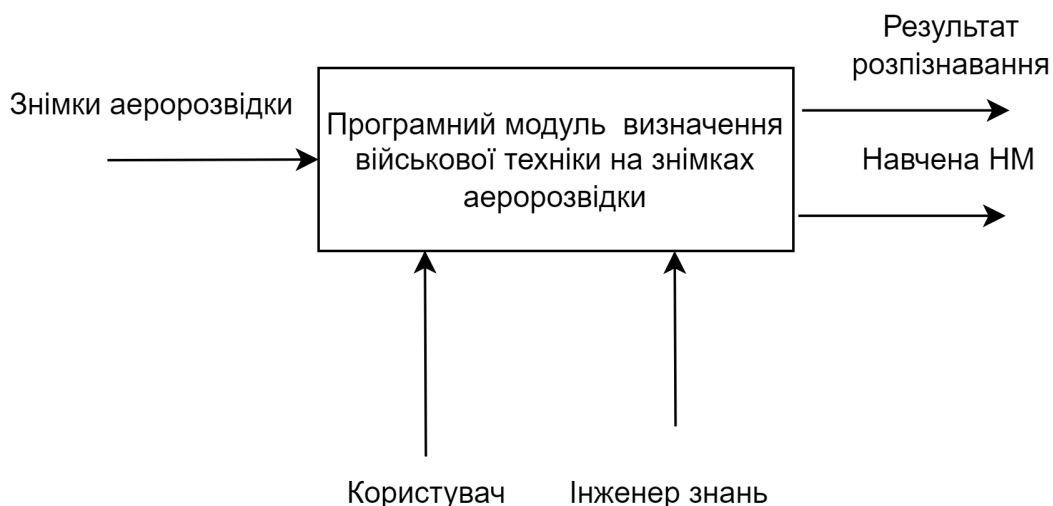 Результат
розпізнавання
Знімки аеророзвідки
Програмний модуль  визначення
військової техніки на знімках
аеророзвідки
Навчена НМ
Користувач
Інженер знань